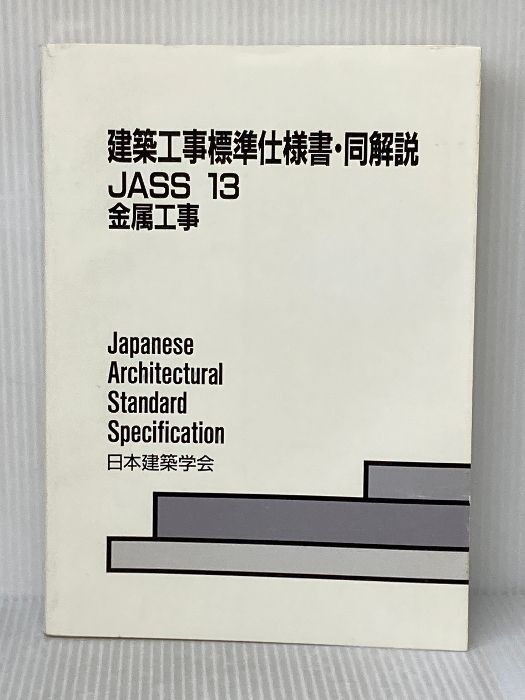 建築工事標準仕様書・同解説
JASS 13
金属工事
Japanese
Architectural
Standard
Specification
日本建築学会